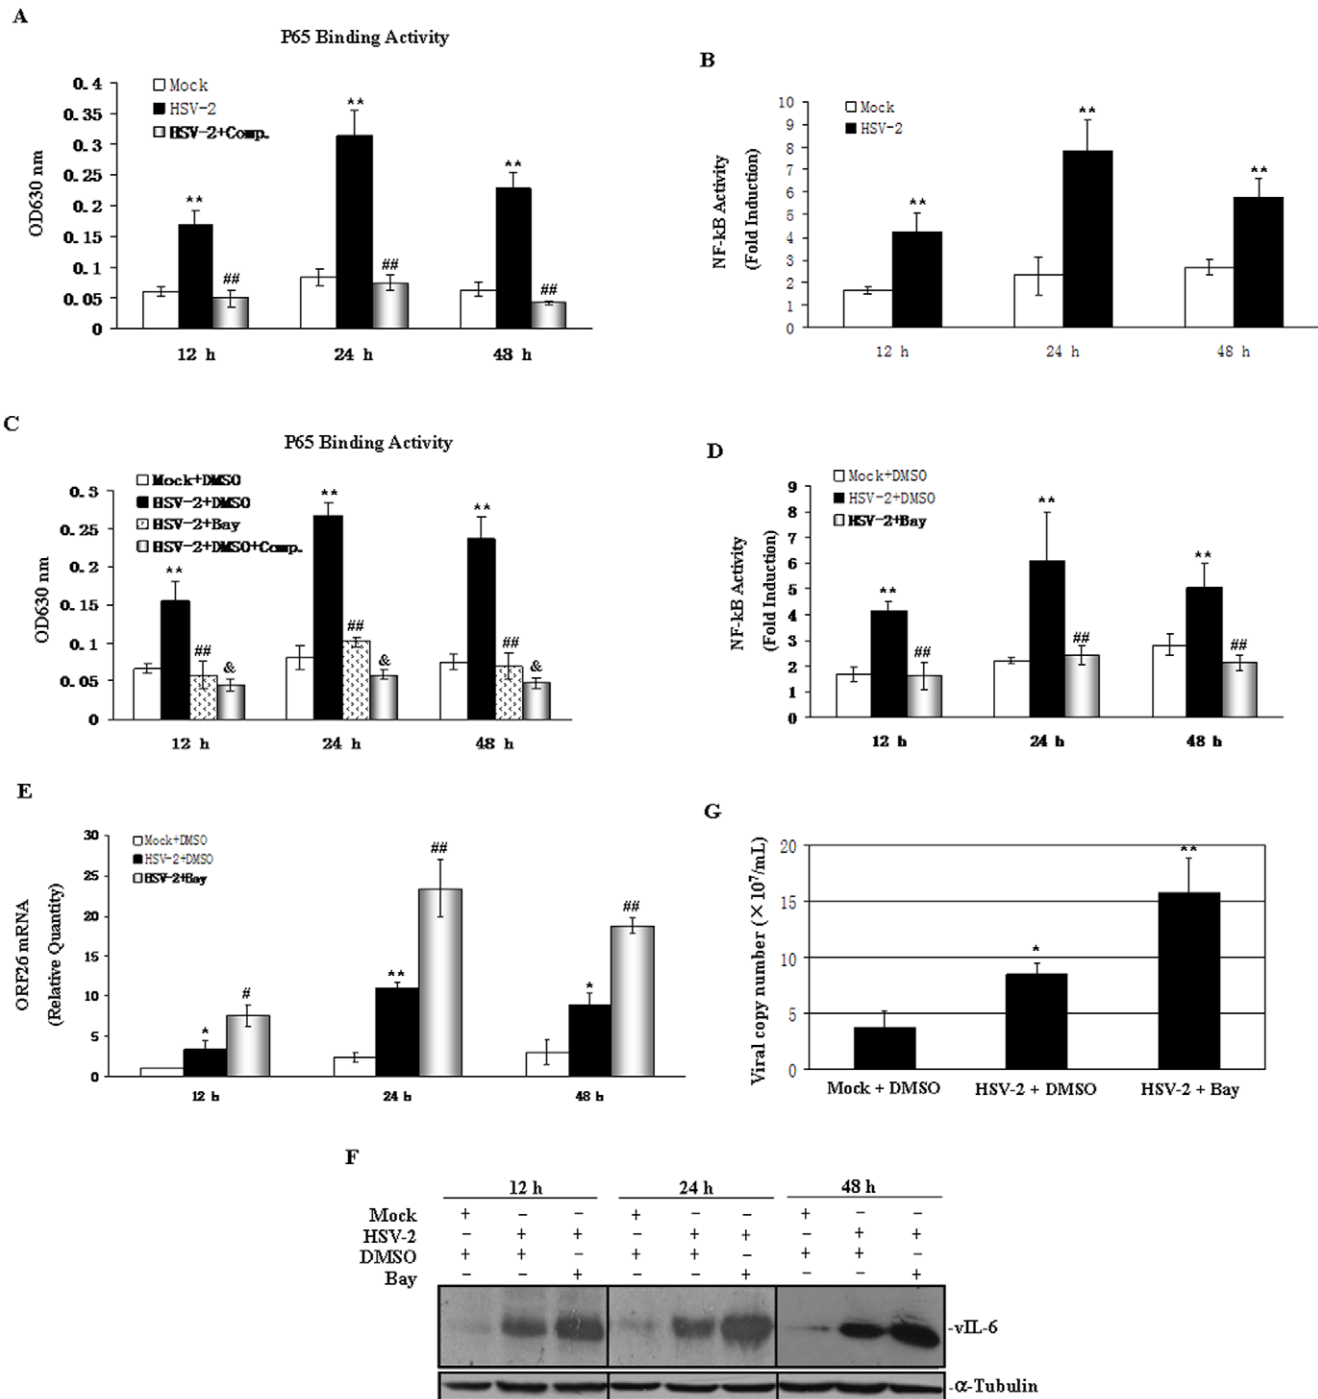 A
P65 Binding Activity
Mock
HSV-2
HSV-2+Comp.
OD630 nm
0.4
0.35
0.3
0.25
0.2
0.15
0.1
0.05
0
** ** **
## ## ##
12 h 24 h 48 h
B
Mock
HSV-2
NF-kB Activity
(Fold Induction)
10
9
8
7
6
5
4
3
2
1
0
** ** **
12 h 24 h 48 h
C
P65 Binding Activity
Mock+DMSO
HSV-2+DMSO
HSV-2+Bay
HSV-2+DMSO+Comp.
OD630 nm
0.3
0.25
0.2
0.15
0.1
0.05
0
** ** **
## ## ##
& & &
12 h 24 h 48 h
D
Mock+DMSO
HSV-2+DMSO
HSV-2+Bay
NF-kB Activity
(Fold Induction)
9
8
7
6
5
4
3
2
1
0
** ** **
## ## ##
12 h 24 h 48 h
E
Mock+DMSO
HSV-2+DMSO
HSV-2+Bay
ORF26 mRNA
(Relative Quantity)
30
25
20
15
10
5
0
* ** *
# ## ##
12 h 24 h 48 h
G
Viral copy number (×10⁷/mL)
20
15
10
5
0
* **
Mock + DMSO HSV-2 + DMSO HSV-2 + Bay
F
12 h 24 h 48 h
Mock + − − + − − + − −
HSV-2 − + + − + + − + +
DMSO + + − + + − + + −
Bay − − + − − + − − +
-vIL-6
-α-Tubulin